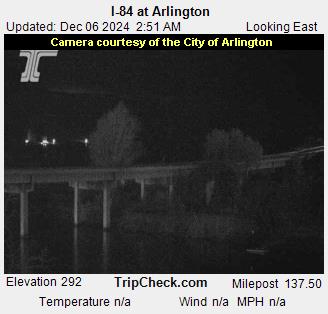 I-84 at Arlington
Updated: Dec 06 2024 2:51 AM Looking East
Camera courtesy of the City of Arlington
Elevation 292 TripCheck.com Milepost 137.50
Temperature n/a Wind n/a MPH n/a